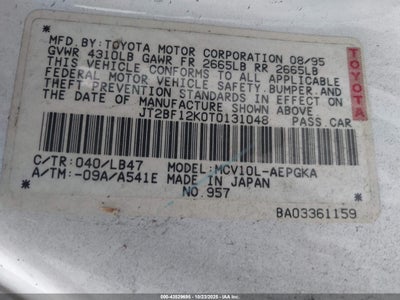 MFD.BY:TOYOTA MOTOR CORPORATION 08/95
GVWR 4310LB GAWR FR 2665LB RR 2665LB
THIS VEHICLE CONFORMS TO ALL APPLICABLE
FEDERAL MOTOR VEHICLE SAFETY,BUMPER,AND
THEFT PREVENTION STANDARDS IN EFFECT ON
THE DATE OF MANUFACTURE SHOWN ABOVE.
JT2BF12K0T0131048 PASS.CAR
TOYOTA
C/TR:040/LB47 MODEL:MCV10L-AEPGKA
A/TM:-09A/A541E MADE IN JAPAN
NO.957
BA03361159